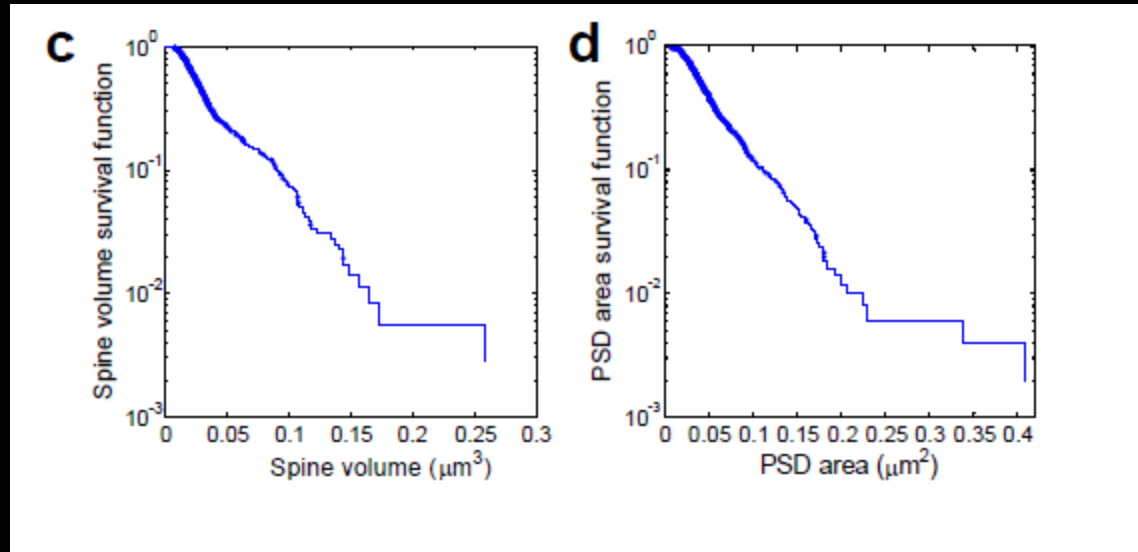 c
Spine volume survival function
10^0
10^-1
10^-2
10^-3
0 0.05 0.1 0.15 0.2 0.25 0.3
Spine volume (μm^3)
d
PSD area survival function
10^0
10^-1
10^-2
10^-3
0 0.05 0.1 0.15 0.2 0.25 0.3 0.35 0.4
PSD area (μm^2)